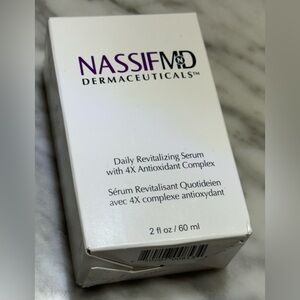 NASSIFMD
DERMACEUTICALS™
Daily Revitalizing Serum
with 4X Antioxidant Complex
Sérum Revitalisant Quotideien
avec 4X complexe antioxydant
2 fl oz / 60 ml